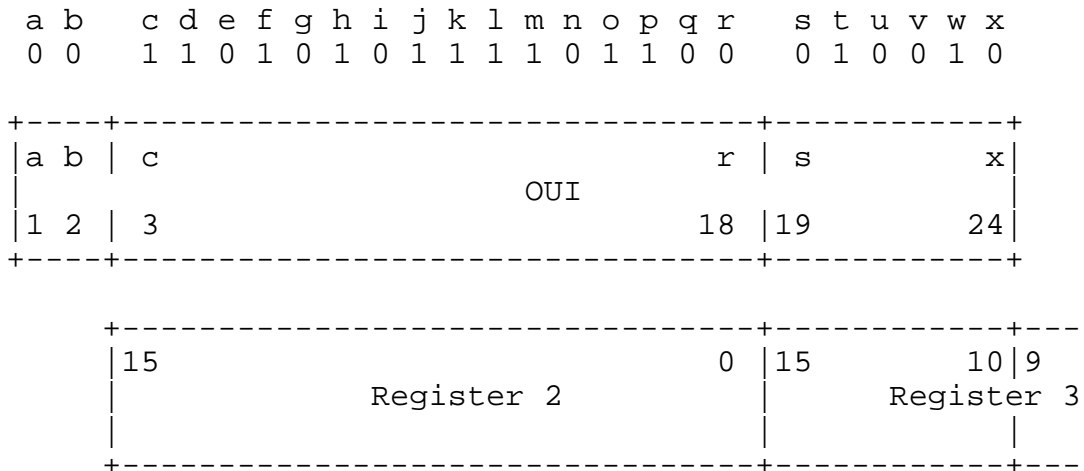 a b   c d e f g h i j k l m n o p q r   s t u v w x
0 0   1 1 0 1 0 1 0 1 1 1 1 0 1 1 0 0   0 1 0 0 1 0
+----+---------------------------------+------------+
|a b | c                             r | s         x|
|                          OUI                      |
|1 2 | 3                            18 |19        24|
+----+---------------------------------+------------+
+---------------------------------+------------+---
|15                             0 |15        10|9
|             Register 2          |      Register 3
|                                 |            |
+---------------------------------+------------+---